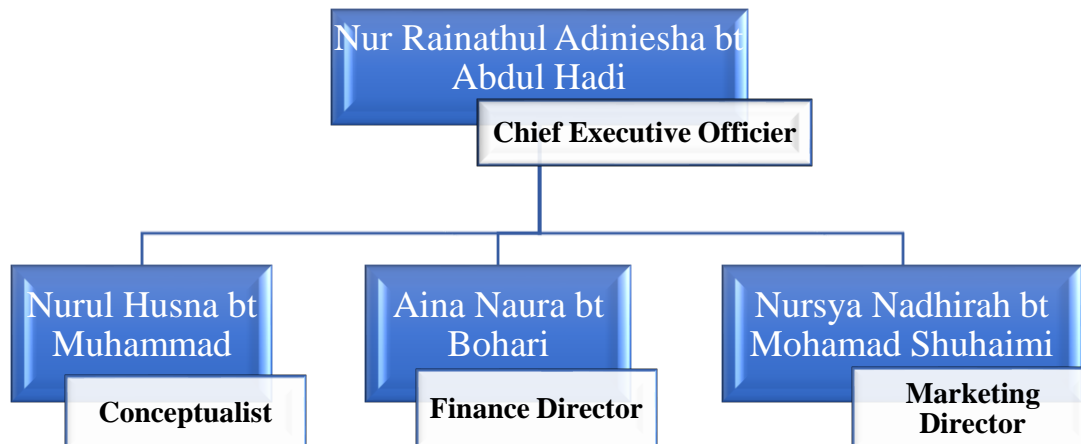 Nur Rainathul Adiniesha bt
Abdul Hadi
Chief Executive Officier
Nurul Husna bt
Muhammad
Conceptualist
Aina Naura bt
Bohari
Finance Director
Nursya Nadhirah bt
Mohamad Shuhaimi
Marketing
Director